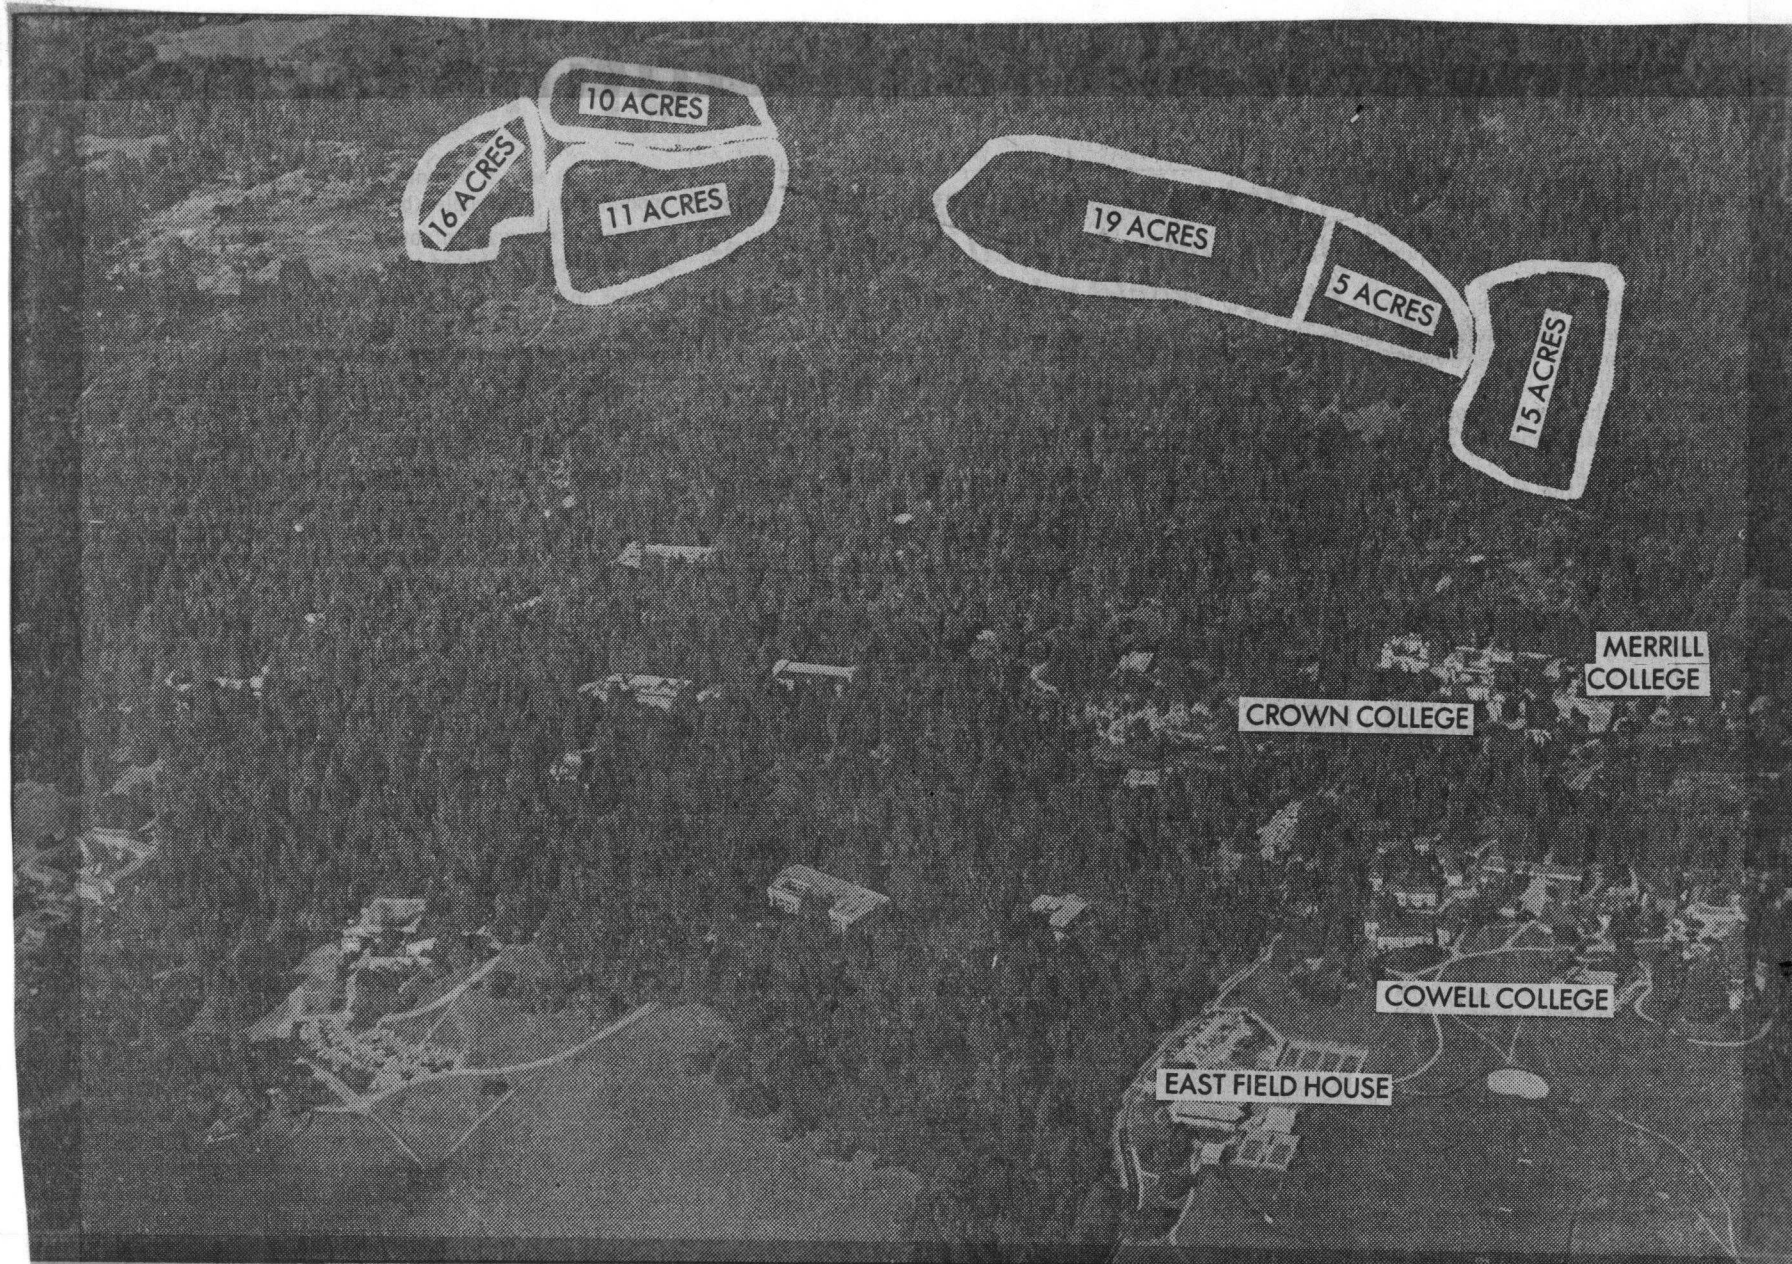 10 ACRES
16 ACRES
11 ACRES
19 ACRES
5 ACRES
15 ACRES
MERRILL
COLLEGE
CROWN COLLEGE
COWELL COLLEGE
EAST FIELD HOUSE